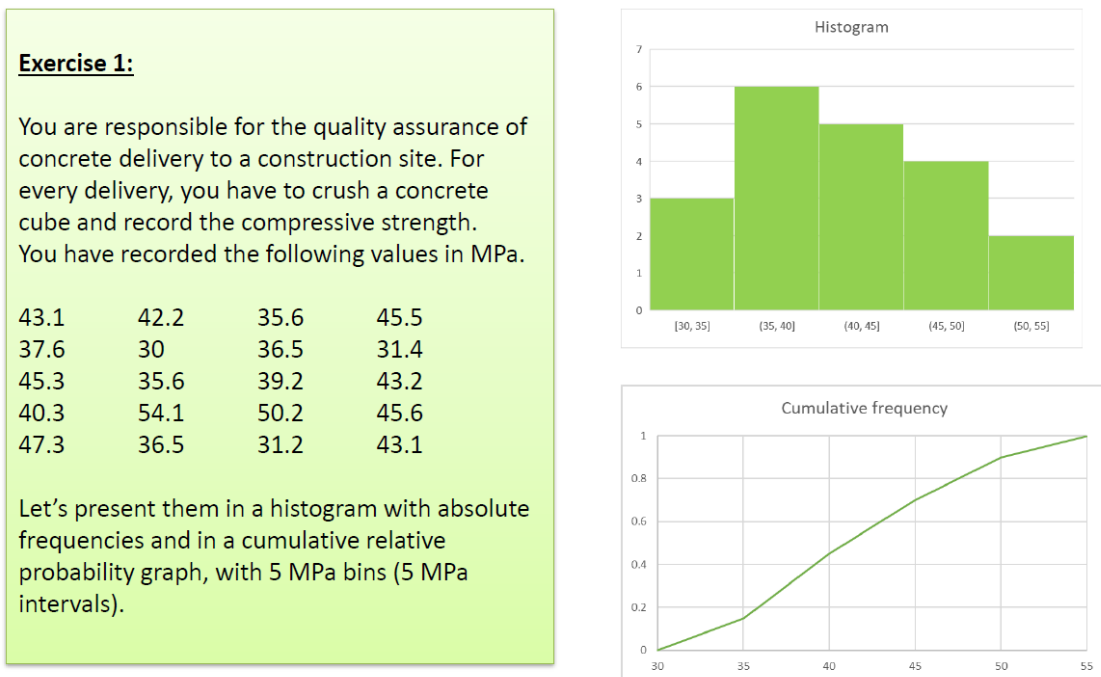 Exercise 1:
You are responsible for the quality assurance of
concrete delivery to a construction site. For
every delivery, you have to crush a concrete
cube and record the compressive strength.
You have recorded the following values in MPa.
43.1 42.2 35.6 45.5
37.6 30 36.5 31.4
45.3 35.6 39.2 43.2
40.3 54.1 50.2 45.6
47.3 36.5 31.2 43.1
Let’s present them in a histogram with absolute
frequencies and in a cumulative relative
probability graph, with 5 MPa bins (5 MPa
intervals).
Histogram
7
6
5
4
3
2
1
0
[30, 35] (35, 40] (40, 45] (45, 50] (50, 55]
Cumulative frequency
1
0.8
0.6
0.4
0.2
0
30 35 40 45 50 55